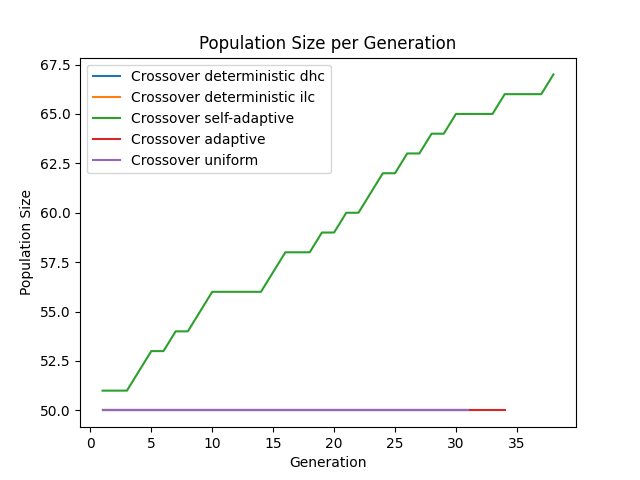 Population Size per Generation
67.5
65.0
62.5
60.0
57.5
55.0
52.5
50.0
Population Size
Crossover deterministic dhc
Crossover deterministic ilc
Crossover self-adaptive
Crossover adaptive
Crossover uniform
0 5 10 15 20 25 30 35
Generation